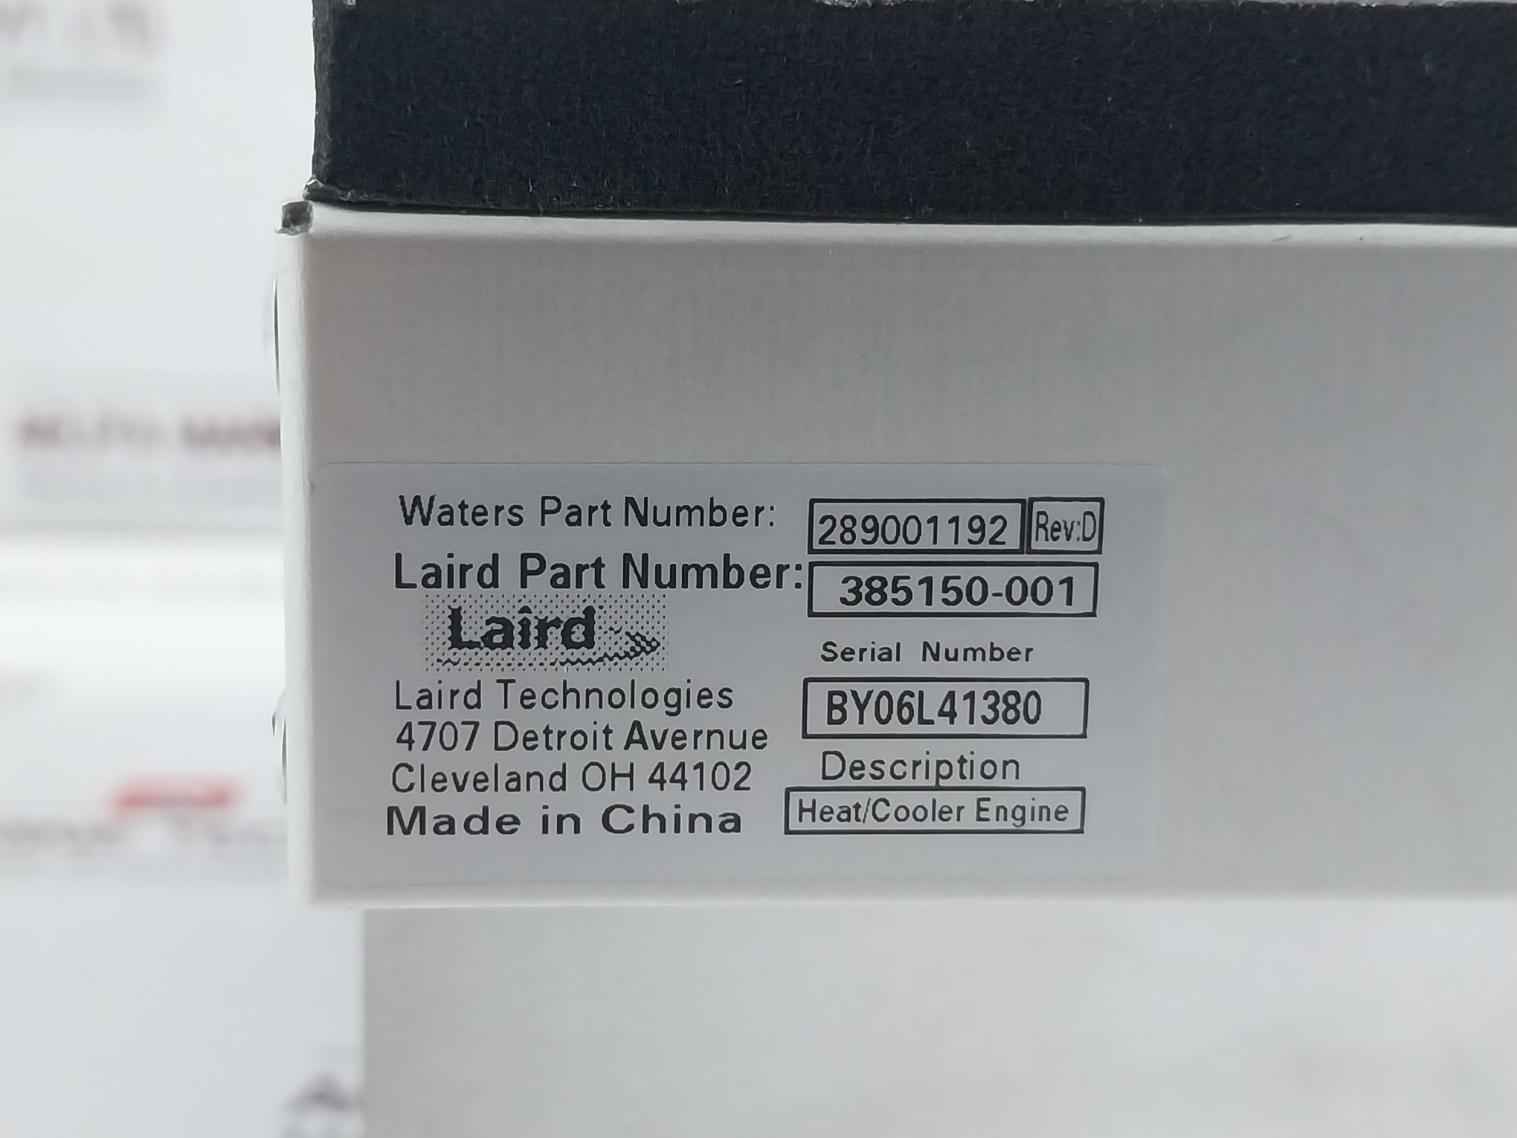 Waters Part Number: 289001192 Rev:D
Laird Part Number: 385150-001
Laird
Serial Number
Laird Technologies
BY06L41380
4707 Detroit Avernue
Description
Cleveland OH 44102
Made in China
Heat/Cooler Engine